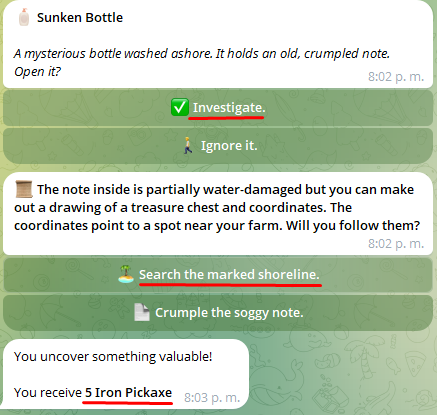 Sunken Bottle
A mysterious bottle washed ashore. It holds an old, crumpled note.
Open it?
8:02 p. m.
Investigate.
Ignore it.
The note inside is partially water-damaged but you can make
out a drawing of a treasure chest and coordinates. The
coordinates point to a spot near your farm. Will you follow them?
8:02 p. m.
Search the marked shoreline.
Crumple the soggy note.
You uncover something valuable!
You receive 5 Iron Pickaxe 8:03 p. m.